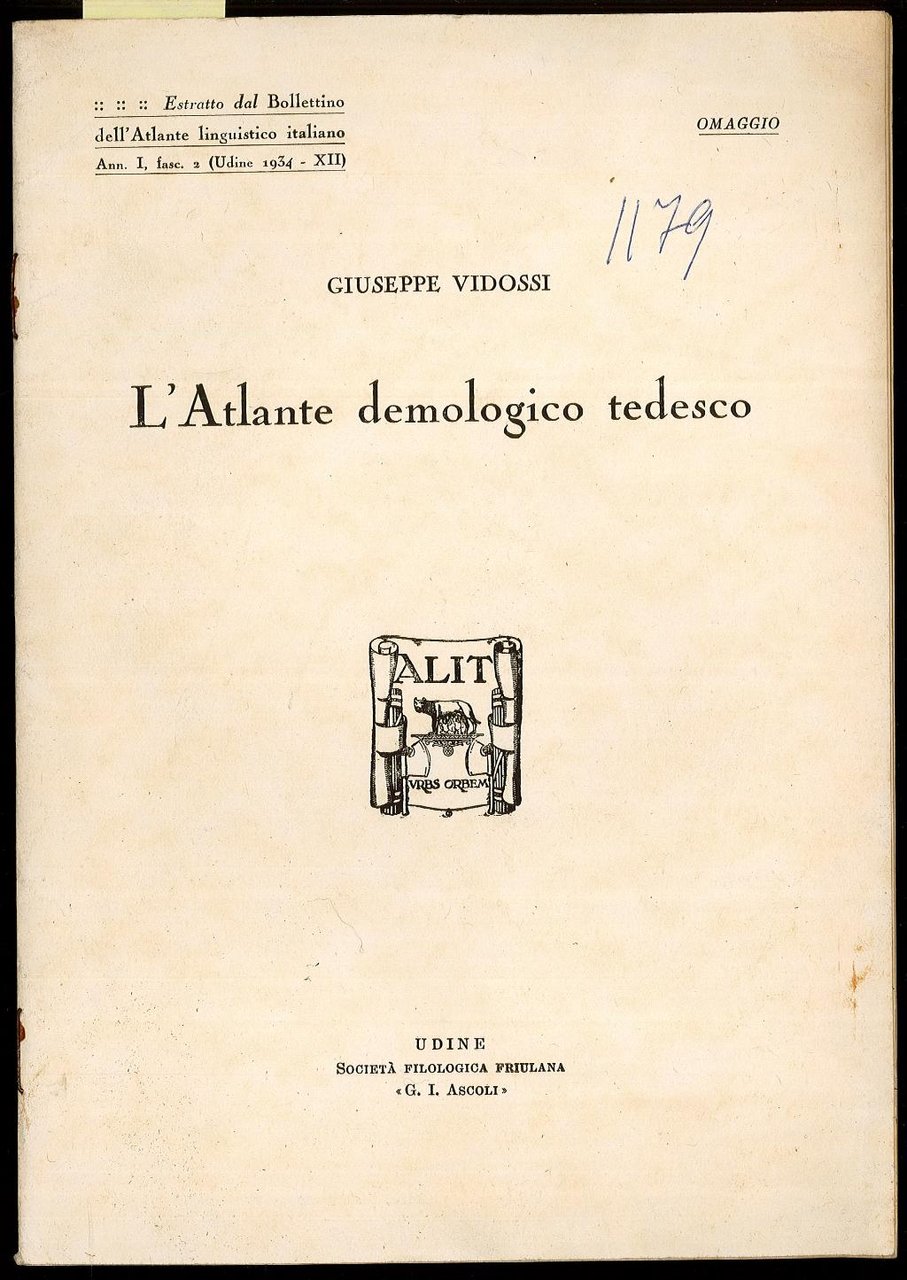 :: :: :: Estratto dal Bollettino
dell'Atlante linguistico italiano
Ann. I, fasc. 2 (Udine 1934 - XII)
OMAGGIO
1179
GIUSEPPE VIDOSSI
L'Atlante demologico tedesco
ALIT
VRBS ORBEM
UDINE
SOCIETÀ FILOLOGICA FRIULANA
«G. I. ASCOLI»